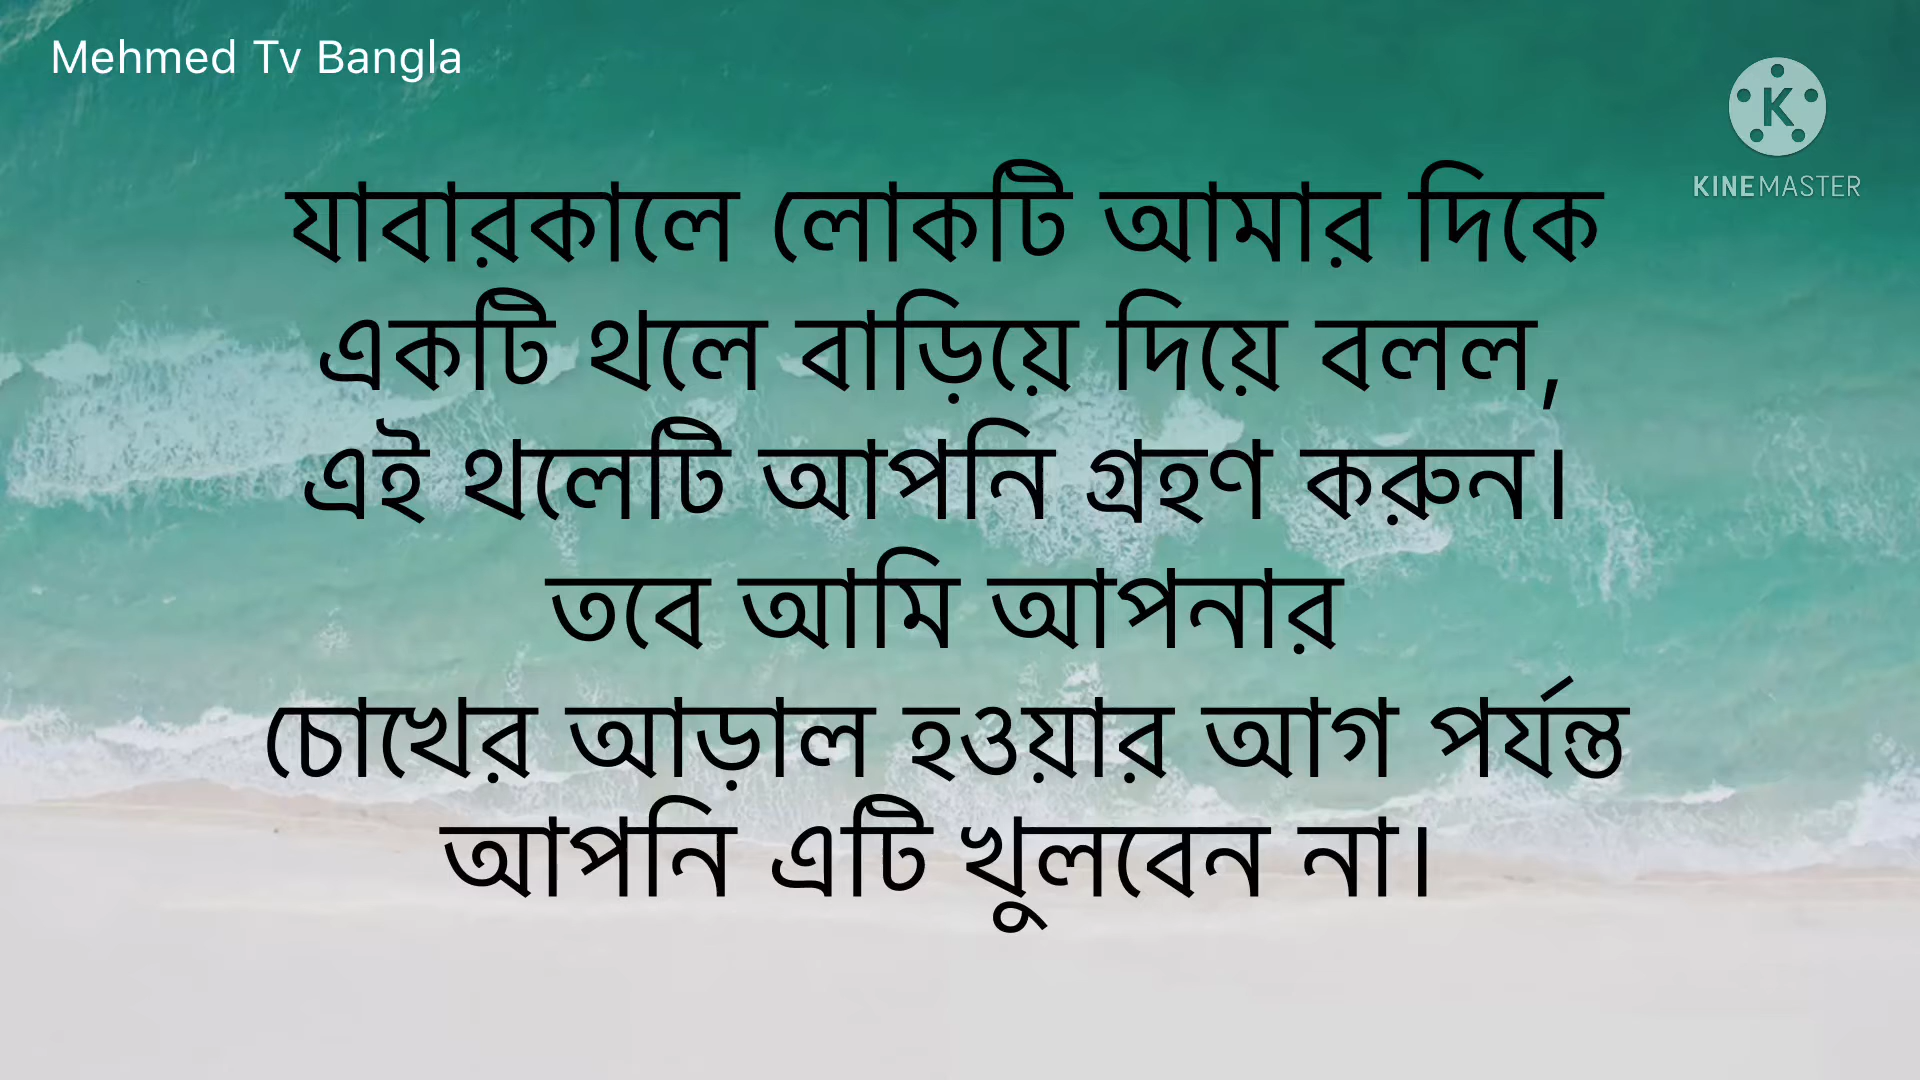 Mehmed Tv Bangla
KINEMASTER
যাবারকালে লোকটি আমার দিকে
একটি থলে বাড়িয়ে দিয়ে বলল,
এই থলেটি আপনি গ্রহণ করুন।
তবে আমি আপনার
চোখের আড়াল হওয়ার আগ পর্যন্ত
আপনি এটি খুলবেন না।